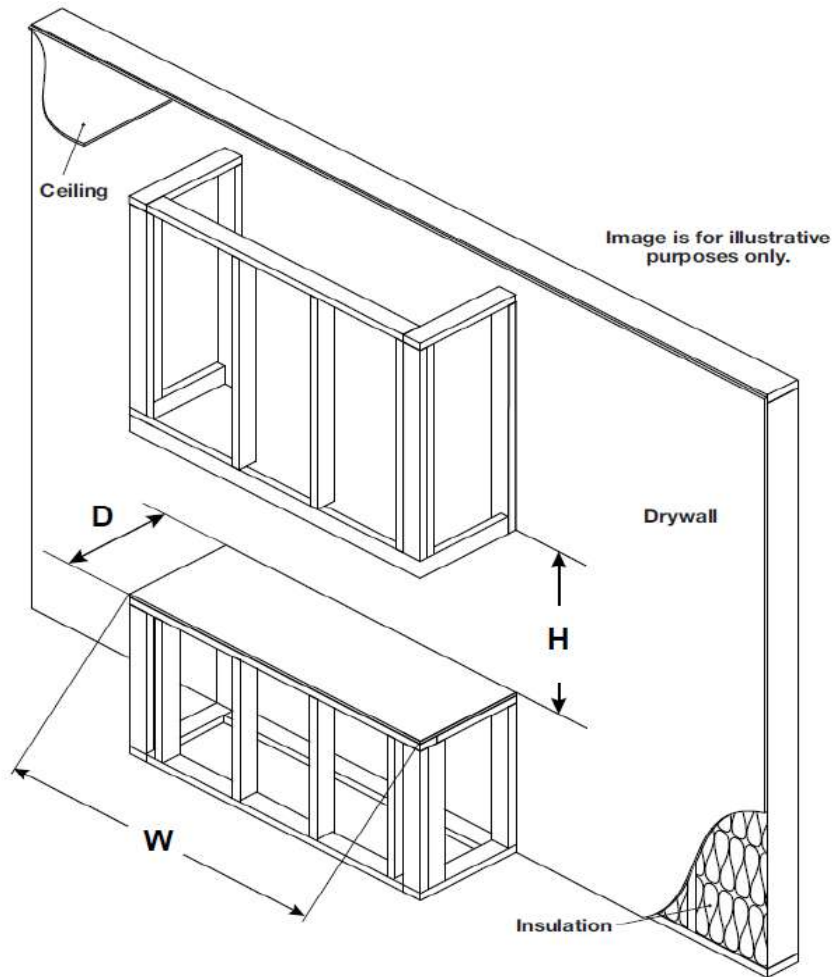 Ceiling
Image is for illustrative
purposes only.
Drywall
D
H
W
Insulation